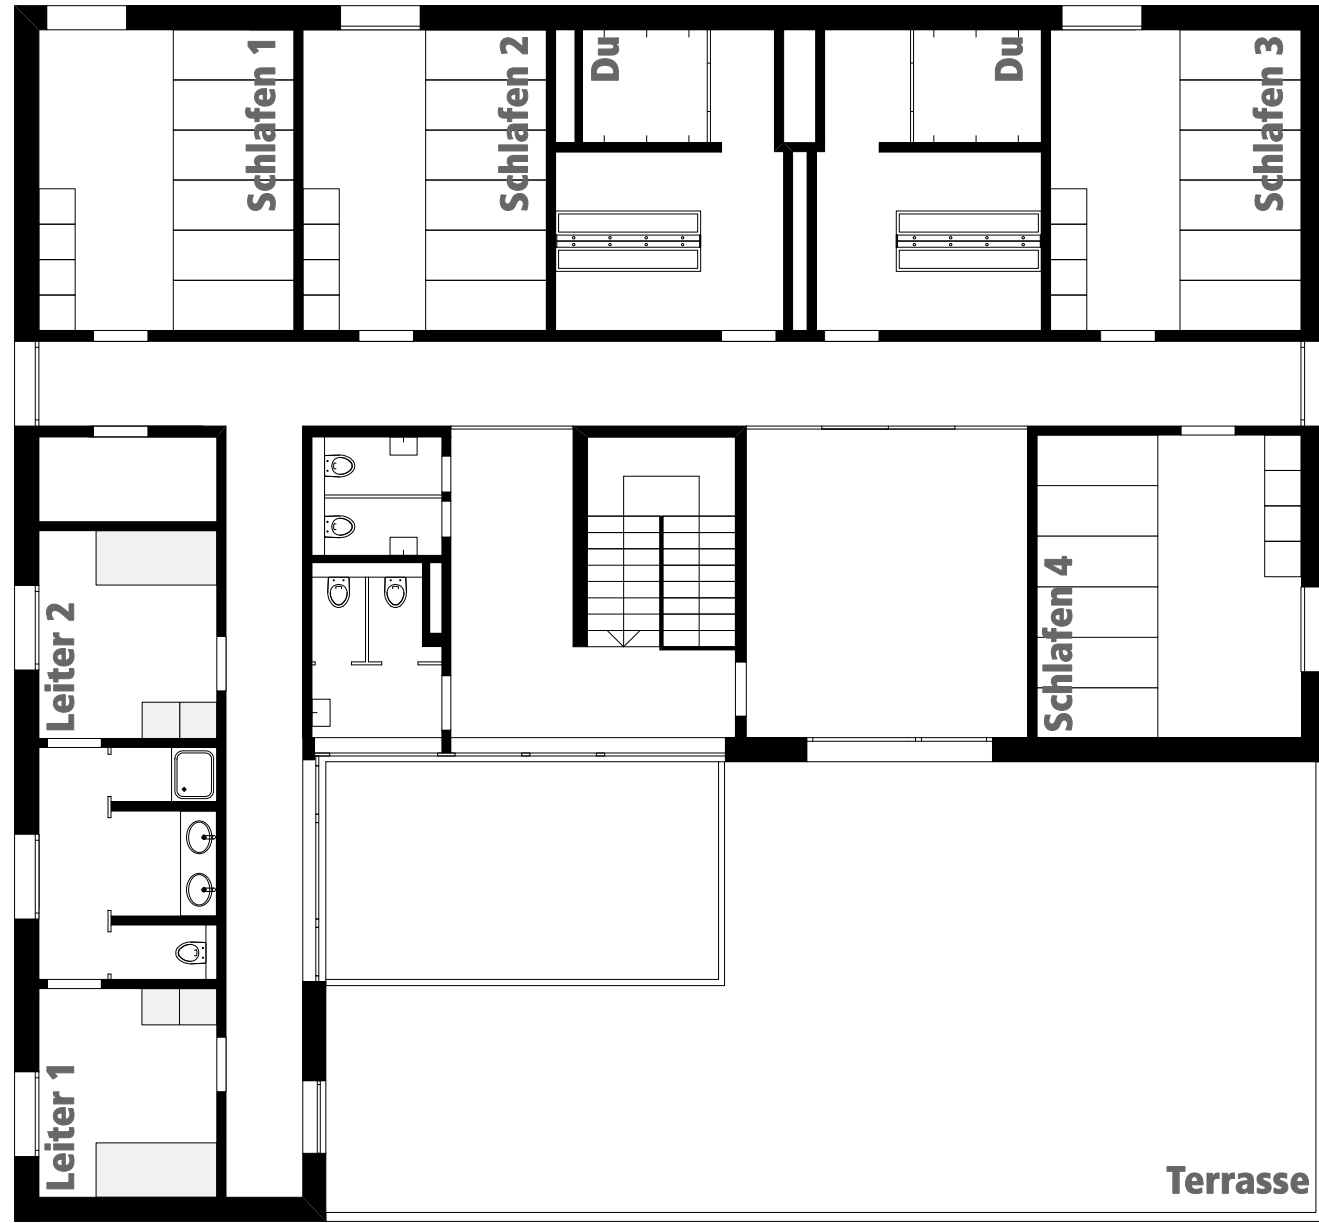 Schlafen 1
Schlafen 2
Du
Du
Schlafen 3
Leiter 2
Schlafen 4
Leiter 1
Terrasse